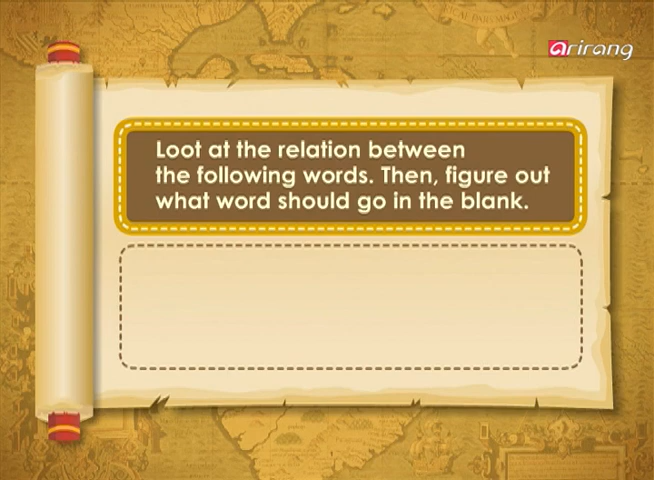 arirang
Loot at the relation between
the following words. Then, figure out
what word should go in the blank.